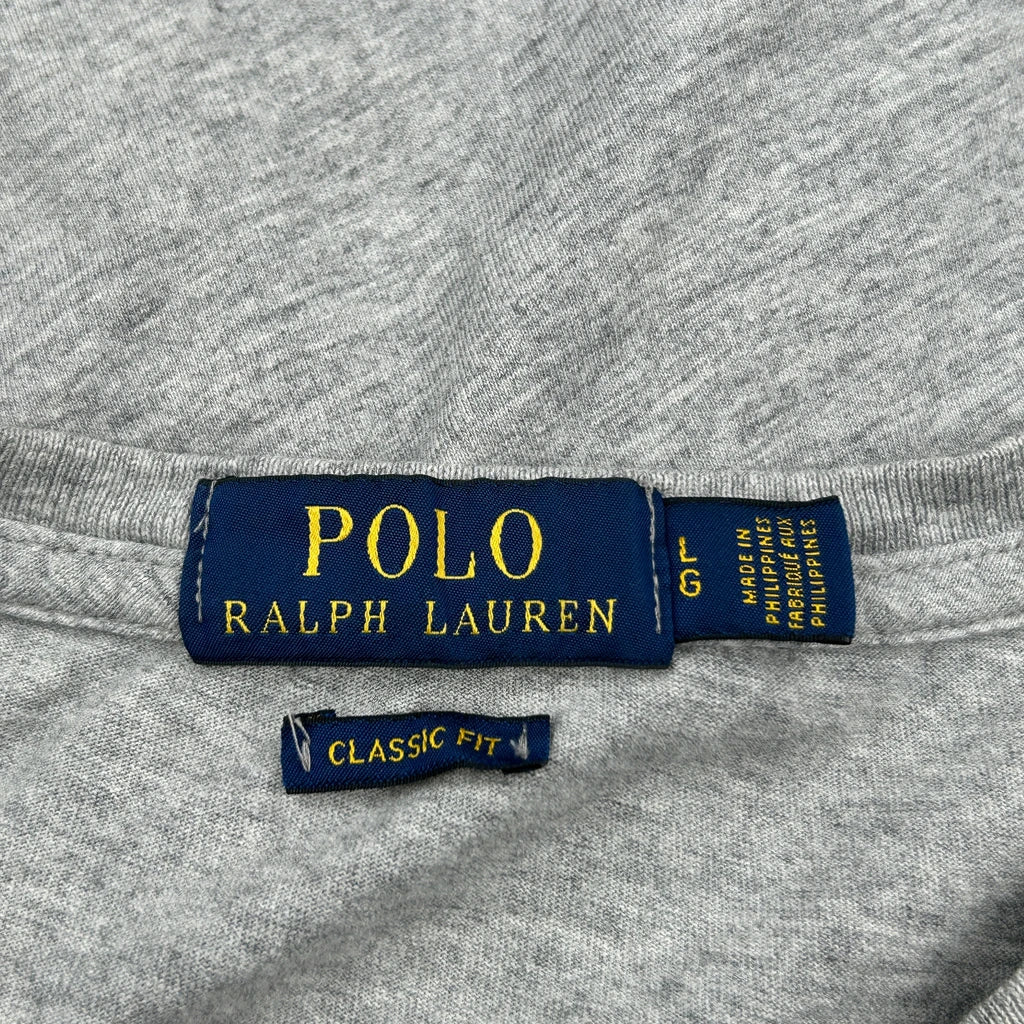 POLO
RALPH LAUREN
L
G
MADE IN
PHILIPPINES
FABRIQUÉ AUX
PHILIPPINES
CLASSIC FIT